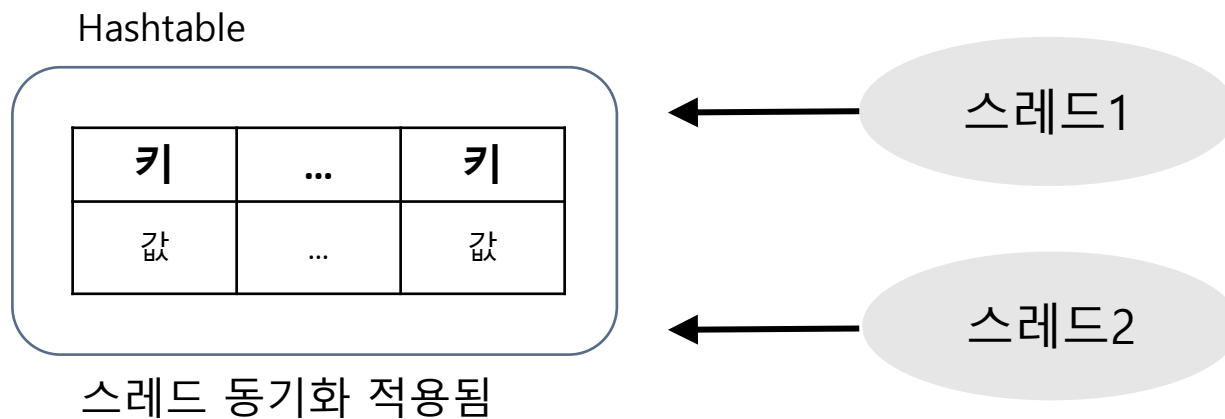 Hashtable
키 ... 키
값 ... 값
스레드 동기화 적용됨
스레드1
스레드2